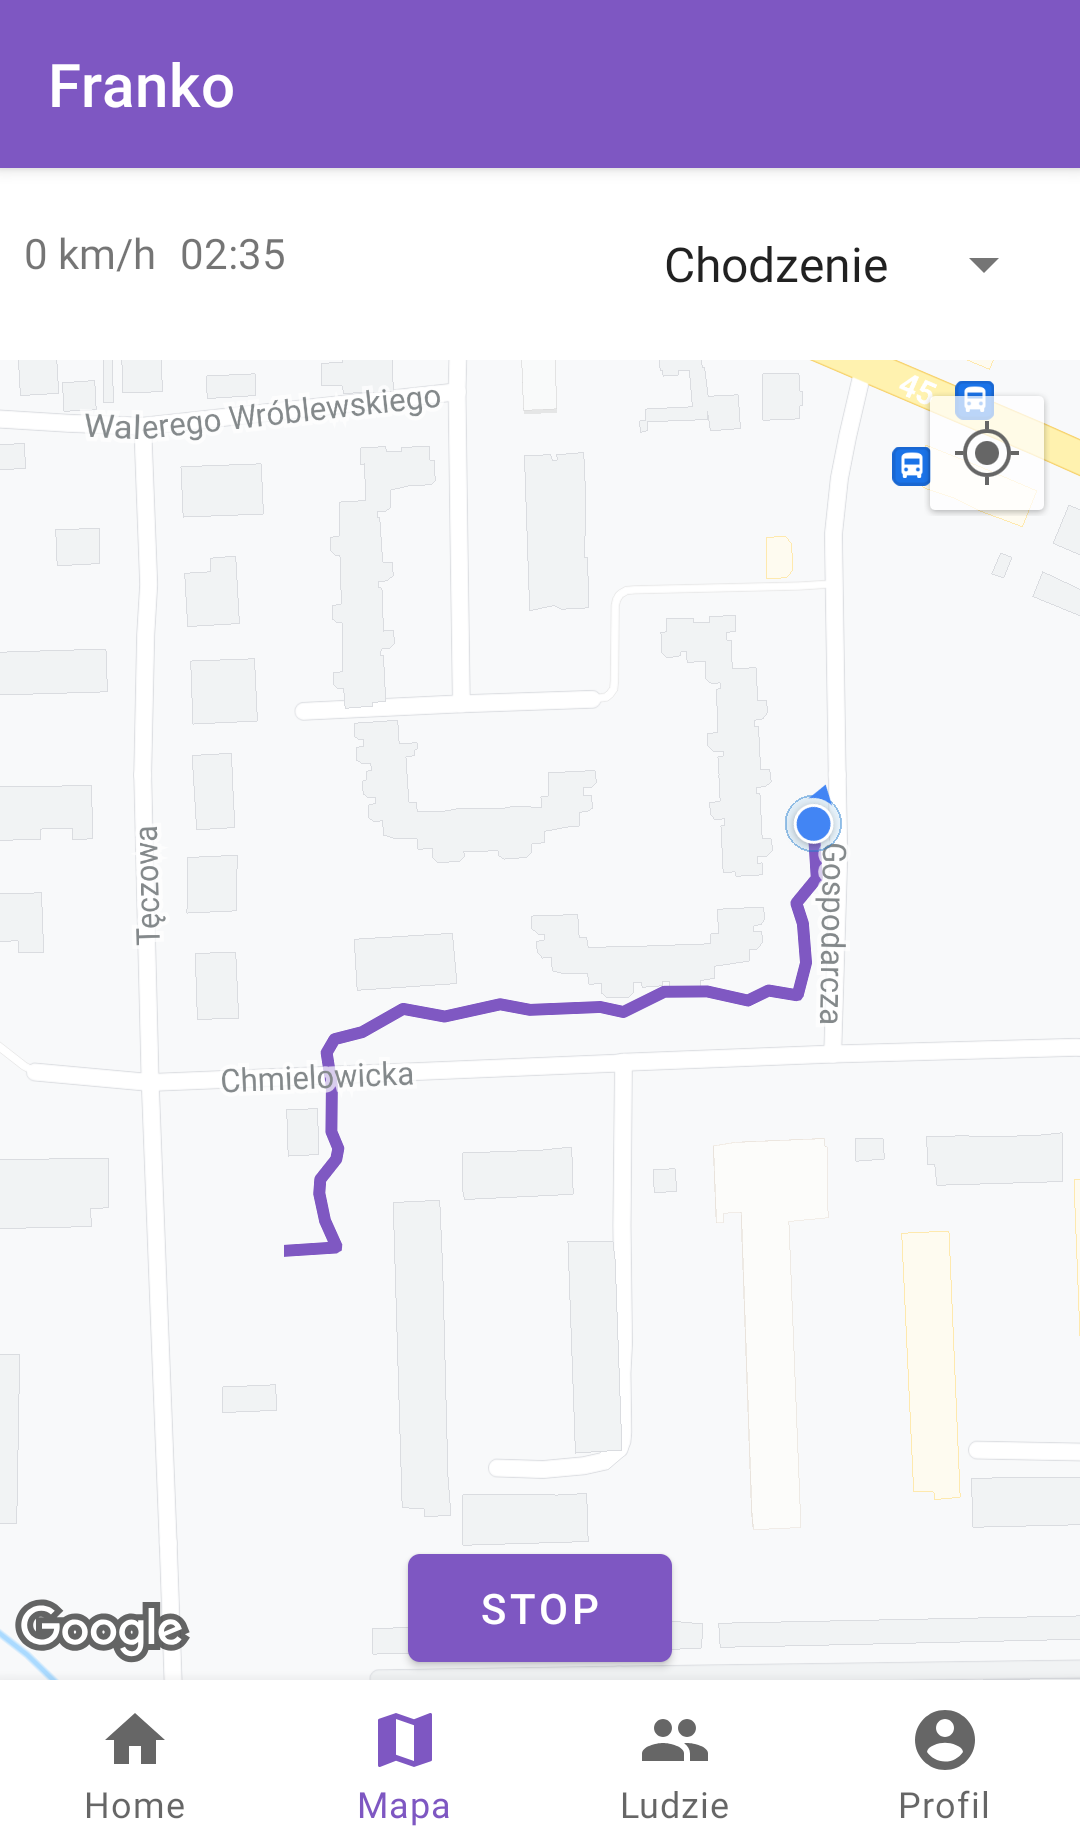 Franko
0 km/h 02:35
Chodzenie
Walerego Wróblewskiego
45
Tęczowa
Gospodarcza
Chmielowicka
STOP
Google
Home
Mapa
Ludzie
Profil